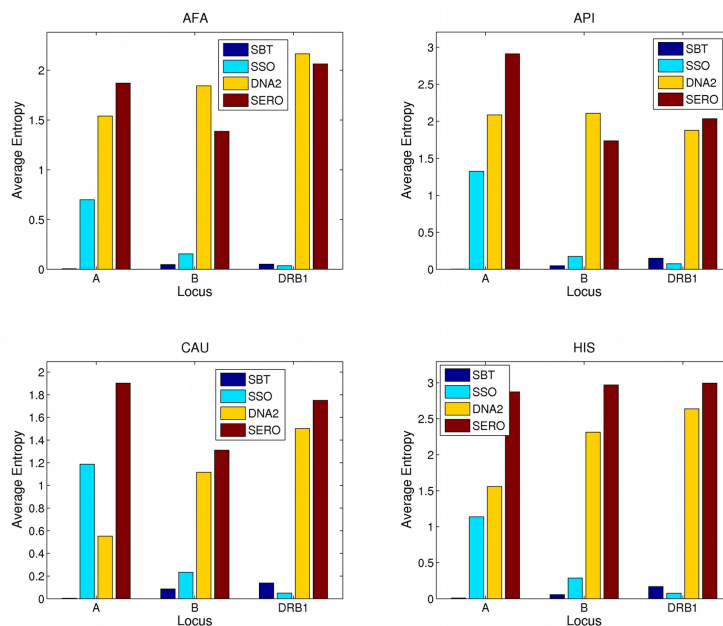 AFA
SBT
SSO
DNA2
SERO
2
1.5
1
0.5
0
Average Entropy
A B DRB1
Locus
API
SBT
SSO
DNA2
SERO
3
2.5
2
1.5
1
0.5
0
Average Entropy
A B DRB1
Locus
CAU
SBT
SSO
DNA2
SERO
2
1.8
1.6
1.4
1.2
1
0.8
0.6
0.4
0.2
0
Average Entropy
A B DRB1
Locus
HIS
SBT
SSO
DNA2
SERO
3
2.5
2
1.5
1
0.5
0
Average Entropy
A B DRB1
Locus